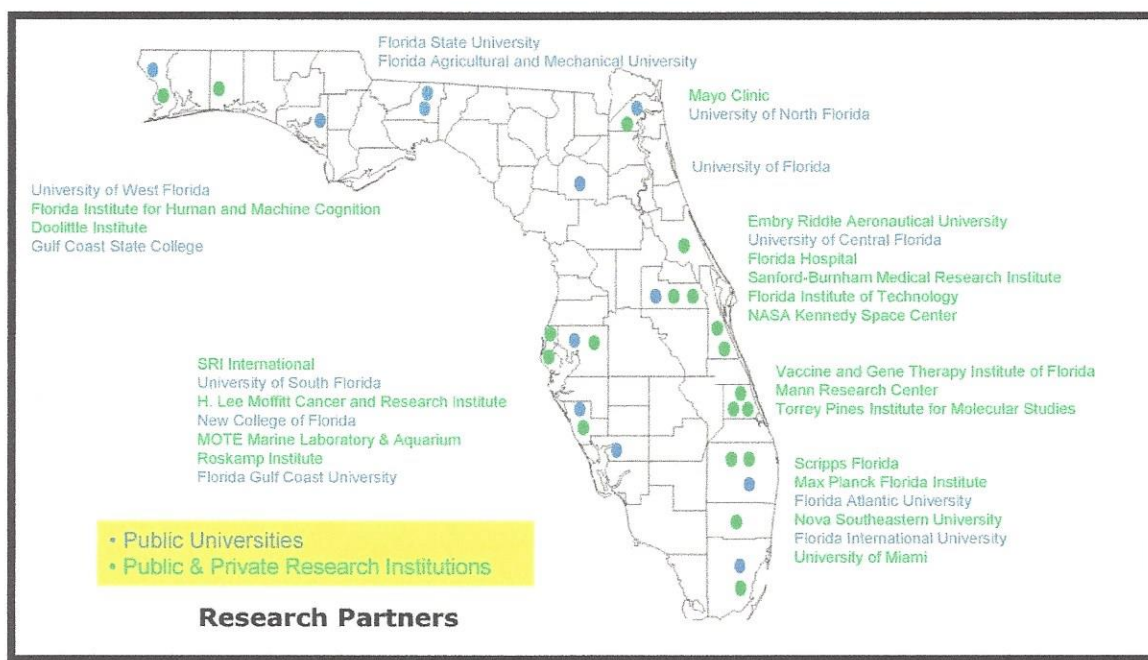 Florida State University
Florida Agricultural and Mechanical University
Mayo Clinic
University of North Florida
University of Florida
University of West Florida
Florida Institute for Human and Machine Cognition
Doolittle Institute
Gulf Coast State College
Embry Riddle Aeronautical University
University of Central Florida
Florida Hospital
Sanford-Burnham Medical Research Institute
Florida Institute of Technology
NASA Kennedy Space Center
SRI International
University of South Florida
H. Lee Moffitt Cancer and Research Institute
New College of Florida
MOTE Marine Laboratory & Aquarium
Roskamp Institute
Florida Gulf Coast University
Vaccine and Gene Therapy Institute of Florida
Mann Research Center
Torrey Pines Institute for Molecular Studies
Scripps Florida
Max Planck Florida Institute
Florida Atlantic University
Nova Southeastern University
Florida International University
University of Miami
• Public Universities
• Public & Private Research Institutions
Research Partners